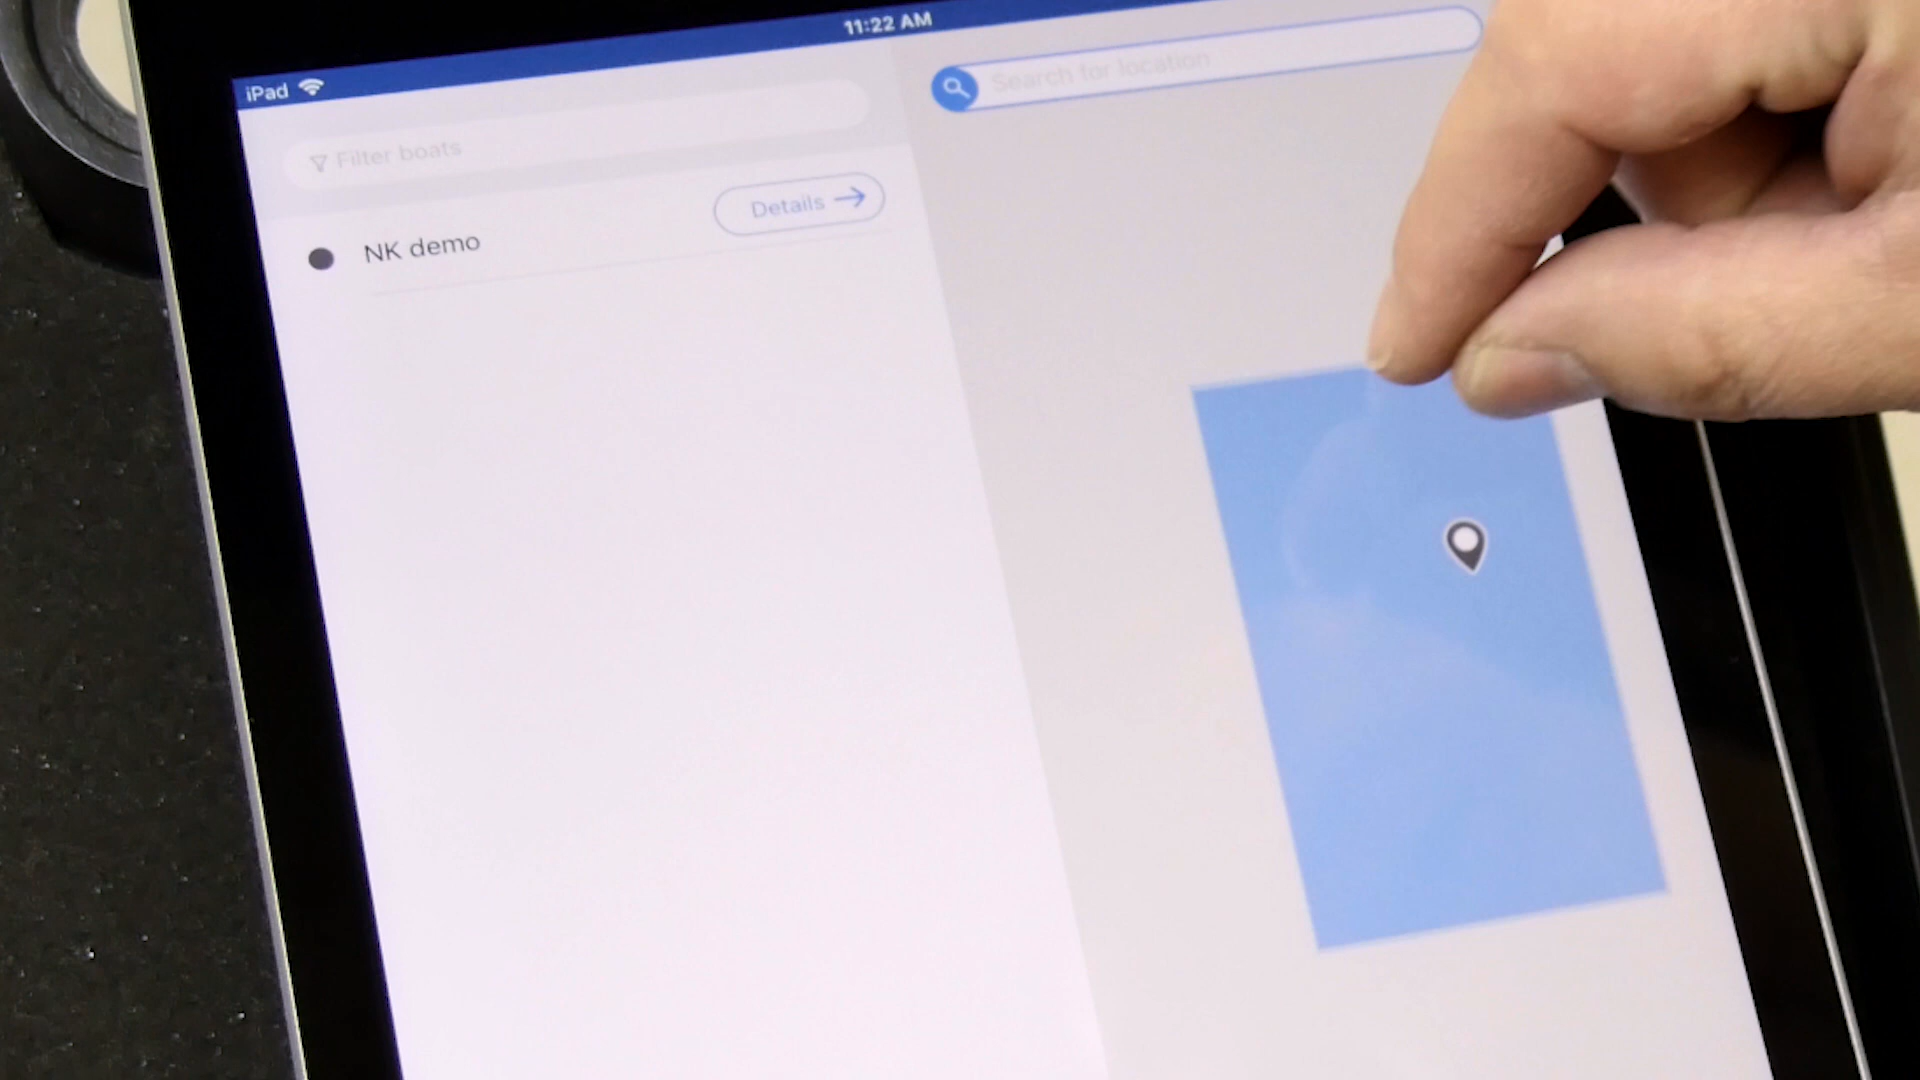 11:22 AM
iPad
Search for location
Filter boats
Details
NK demo